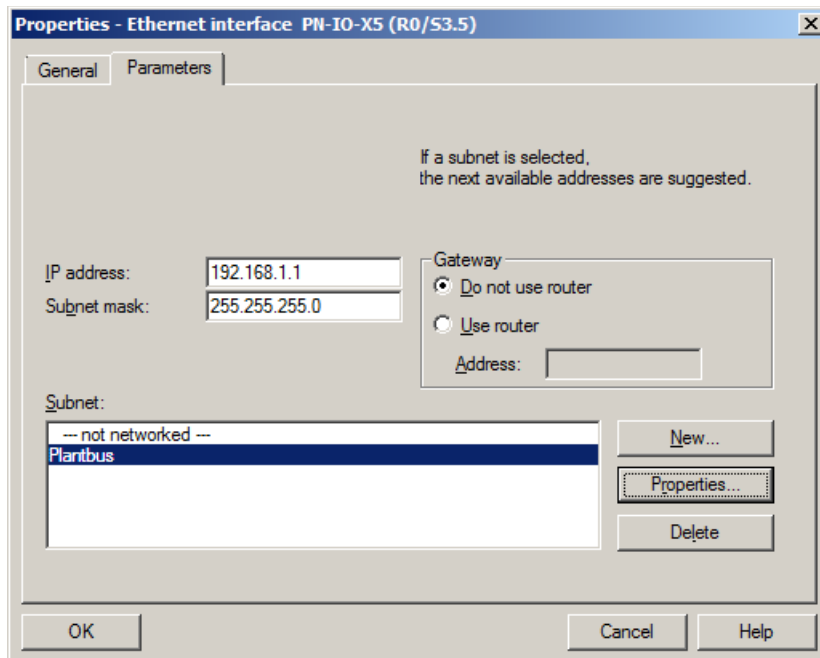 Properties - Ethernet interface PN-IO-X5 (R0/S3.5)
General
Parameters
If a subnet is selected,
the next available addresses are suggested.
IP address:
192.168.1.1
Subnet mask:
255.255.255.0
Gateway
Do not use router
Use router
Address:
Subnet:
--- not networked ---
Plantbus
New...
Properties...
Delete
OK
Cancel
Help